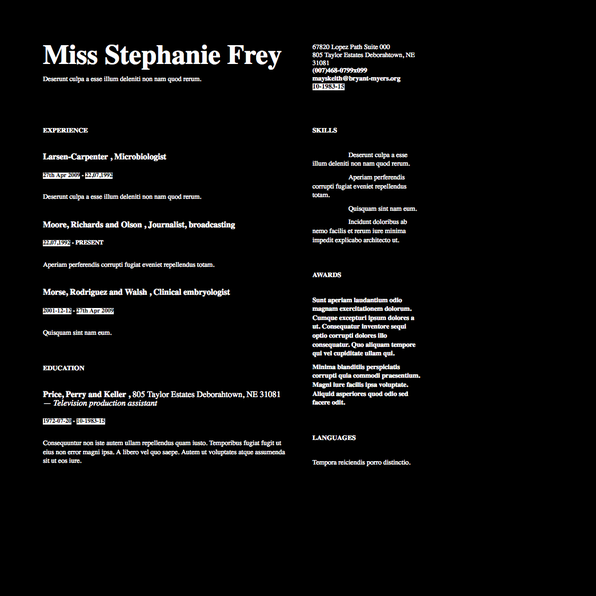 Miss Stephanie Frey
Deserunt culpa a esse illum deleniti non nam quod rerum.
67820 Lopez Path Suite 000
805 Taylor Estates Deborahtown, NE
31081
(007)468-0799x099
mayskeith@bryant-myers.org
10-1983-15
EXPERIENCE
Larsen-Carpenter , Microbiologist
27th Apr 2009 - 22.07.1992
Deserunt culpa a esse illum deleniti non nam quod rerum.
Moore, Richards and Olson , Journalist, broadcasting
22.07.1992 - PRESENT
Aperiam perferendis corrupti fugiat eveniet repellendus totam.
Morse, Rodriguez and Walsh , Clinical embryologist
2001-12-12 - 27th Apr 2009
Quisquam sint nam eum.
EDUCATION
Price, Perry and Keller , 805 Taylor Estates Deborahtown, NE 31081
— Television production assistant
1972-07-20 - 10-1983-15
Consequuntur non iste autem ullam repellendus quam iusto. Temporibus fugiat fugit ut
eius non error magni ipsa. A libero vel quo saepe. Autem ut voluptates atque assumenda
sit ut eos iure.
SKILLS
Deserunt culpa a esse
illum deleniti non nam quod rerum.
Aperiam perferendis
corrupti fugiat eveniet repellendus
totam.
Quisquam sint nam eum.
Incidunt doloribus ab
nemo facilis et rerum iure minima
impedit explicabo architecto ut.
AWARDS
Sunt aperiam laudantium odio
magnam exercitationem dolorum.
Cumque excepturi ipsum dolores a
ut. Consequatur inventore sequi
optio corrupti dolores illo
consequatur. Quo aliquam tempore
qui vel cupiditate ullam qui.
Minima blanditiis perspiciatis
corrupti quia commodi praesentium.
Magni iure facilis ipsa voluptate.
Aliquid asperiores quod odio sed
facere odit.
LANGUAGES
Tempora reiciendis porro distinctio.